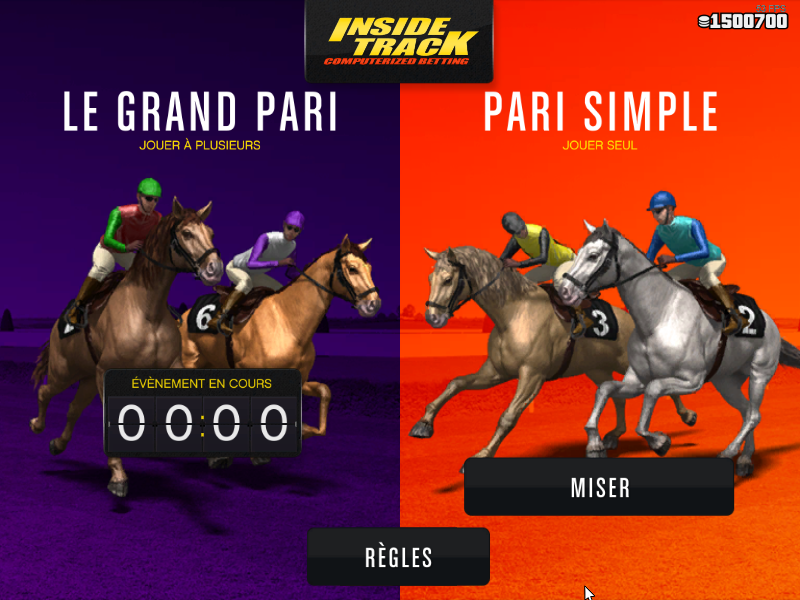 INSIDE
TRACK
COMPUTERIZED BETTING
1500700
LE GRAND PARI
JOUER À PLUSIEURS
PARI SIMPLE
JOUER SEUL
6
3
2
ÉVÈNEMENT EN COURS
00:00
MISER
RÈGLES